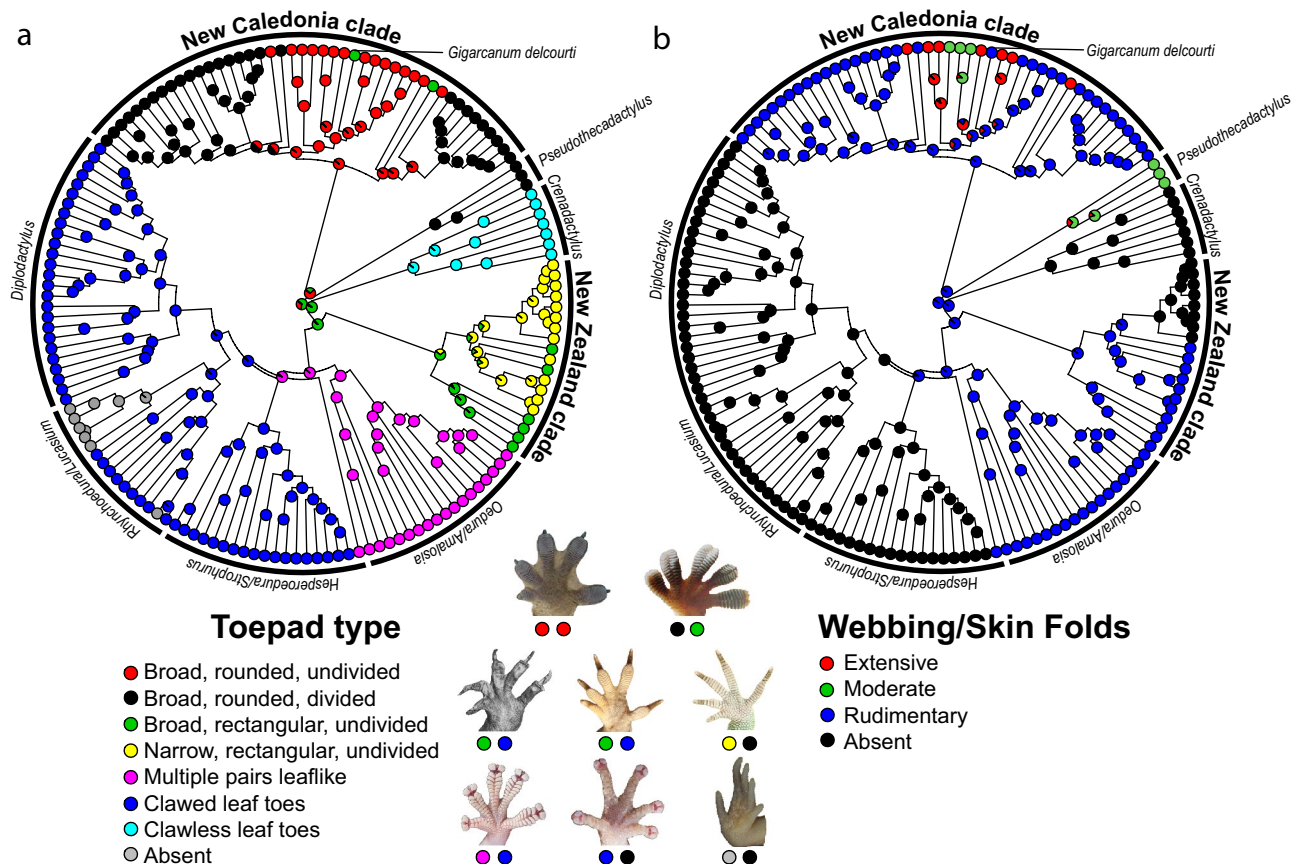 a
New Caledonia clade
Gigarcanum delcourti
Pseudothecadactylus
Crenadactylus
New Zealand clade
Oedura/Amalosia
Hesperoedura/Strophurus
Rhynchoedura/Lucasium
Diplodactylus
b
New Caledonia clade
Gigarcanum delcourti
Pseudothecadactylus
Crenadactylus
New Zealand clade
Oedura/Amalosia
Hesperoedura/Strophurus
Rhynchoedura/Lucasium
Diplodactylus
Toepad type
Broad, rounded, undivided
Broad, rounded, divided
Broad, rectangular, undivided
Narrow, rectangular, undivided
Multiple pairs leaflike
Clawed leaf toes
Clawless leaf toes
Absent
Webbing/Skin Folds
Extensive
Moderate
Rudimentary
Absent